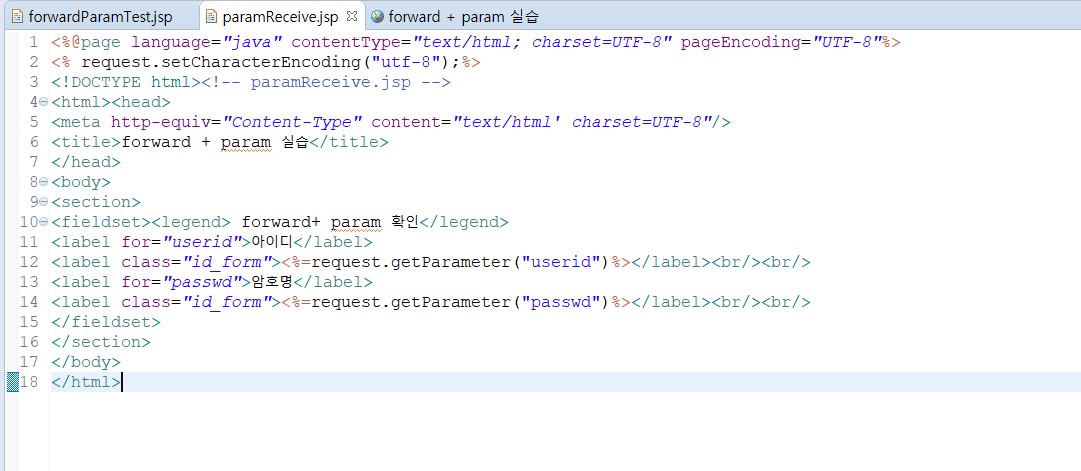 forwardParamTest.jsp paramReceive.jsp forward + param 실습
1 <%@page language="java" contentType="text/html; charset=UTF-8" pageEncoding="UTF-8"%>
2 <% request.setCharacterEncoding("utf-8");%>
3 <!DOCTYPE html><!-- paramReceive.jsp -->
4 <html><head>
5 <meta http-equiv="Content-Type" content="text/html' charset=UTF-8"/>
6 <title>forward + param 실습</title>
7 </head>
8 <body>
9 <section>
10 <fieldset><legend> forward+ param 확인</legend>
11 <label for="userid">아이디</label>
12 <label class="id_form"><%=request.getParameter("userid")%></label><br/><br/>
13 <label for="passwd">암호명</label>
14 <label class="id_form"><%=request.getParameter("passwd")%></label><br/><br/>
15 </fieldset>
16 </section>
17 </body>
18 </html>